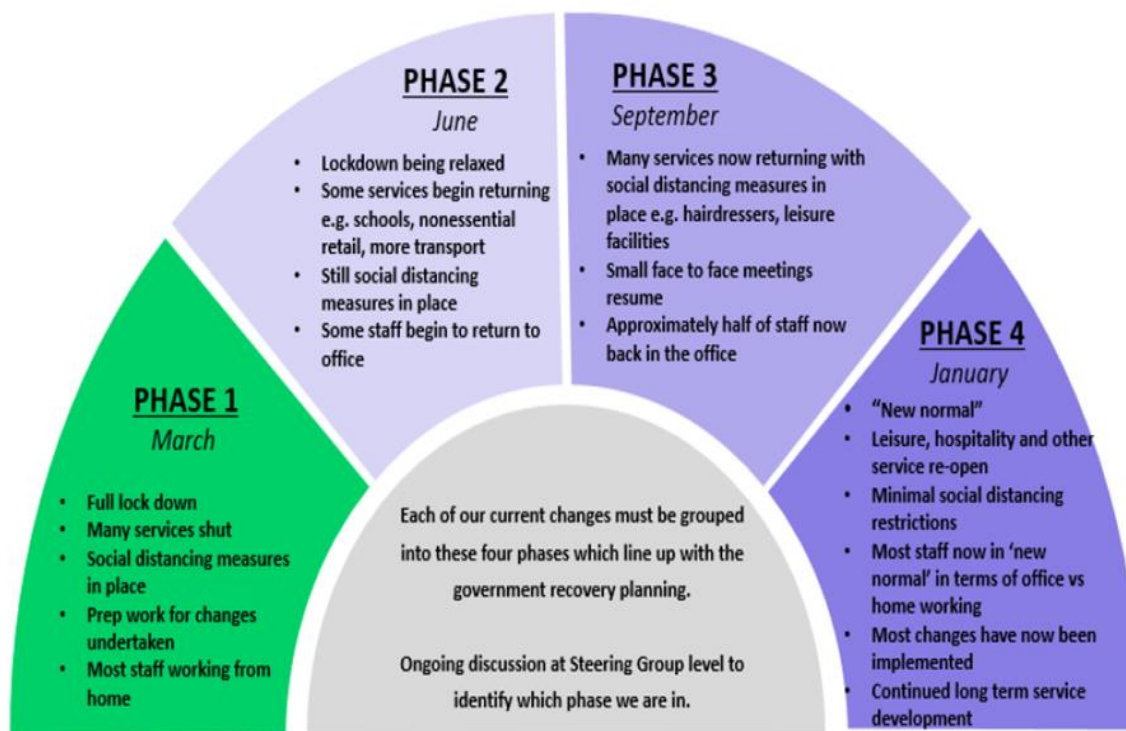 PHASE 1
March
• Full lock down
• Many services shut
• Social distancing measures
in place
• Prep work for changes
undertaken
• Most staff working from
home
PHASE 2
June
• Lockdown being relaxed
• Some services begin returning
e.g. schools, nonessential
retail, more transport
• Still social distancing
measures in place
• Some staff begin to return to
office
PHASE 3
September
• Many services now returning with
social distancing measures in
place e.g. hairdressers, leisure
facilities
• Small face to face meetings
resume
• Approximately half of staff now
back in the office
PHASE 4
January
• “New normal”
• Leisure, hospitality and other
service re-open
• Minimal social distancing
restrictions
• Most staff now in ‘new
normal’ in terms of office vs
home working
• Most changes have now been
implemented
• Continued long term service
development
Each of our current changes must be grouped
into these four phases which line up with the
government recovery planning.
Ongoing discussion at Steering Group level to
identify which phase we are in.